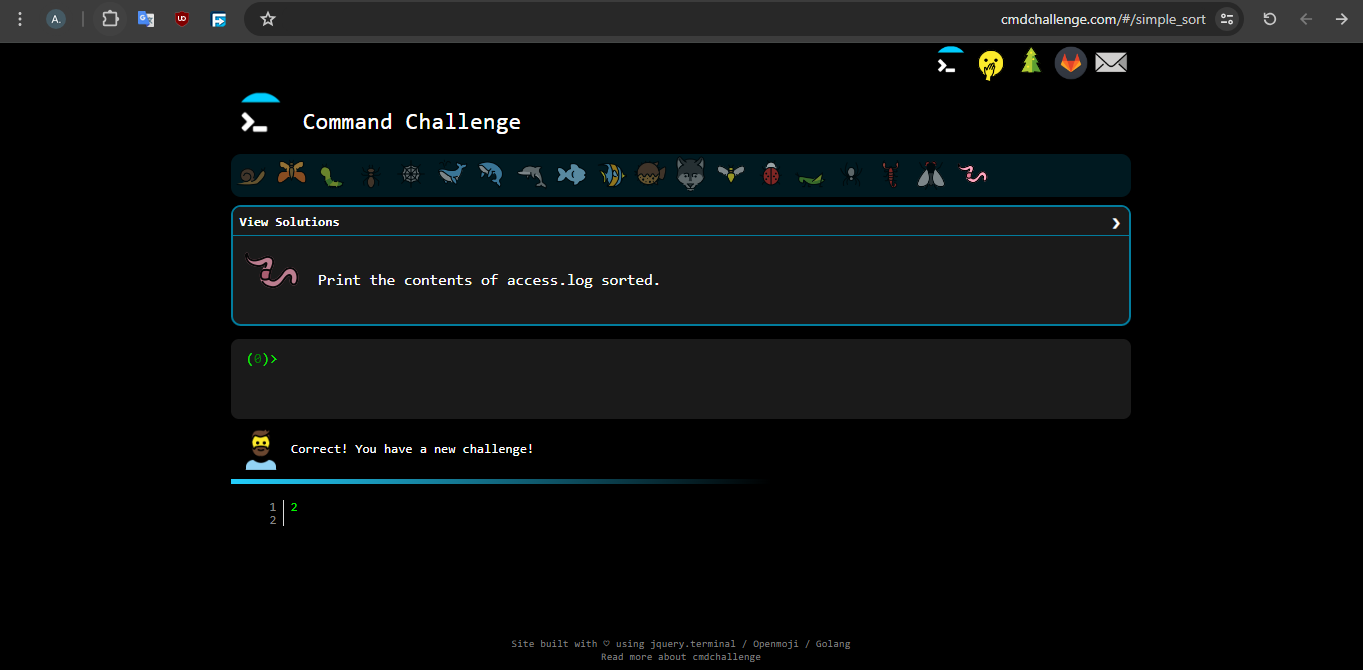 A.
cmdchallenge.com/#/simple_sort
Command Challenge
View Solutions
Print the contents of access.log sorted.
(0)>
Correct! You have a new challenge!
1 2
2
Site built with ♡ using jquery.terminal / Openmoji / Golang
Read more about cmdchallenge